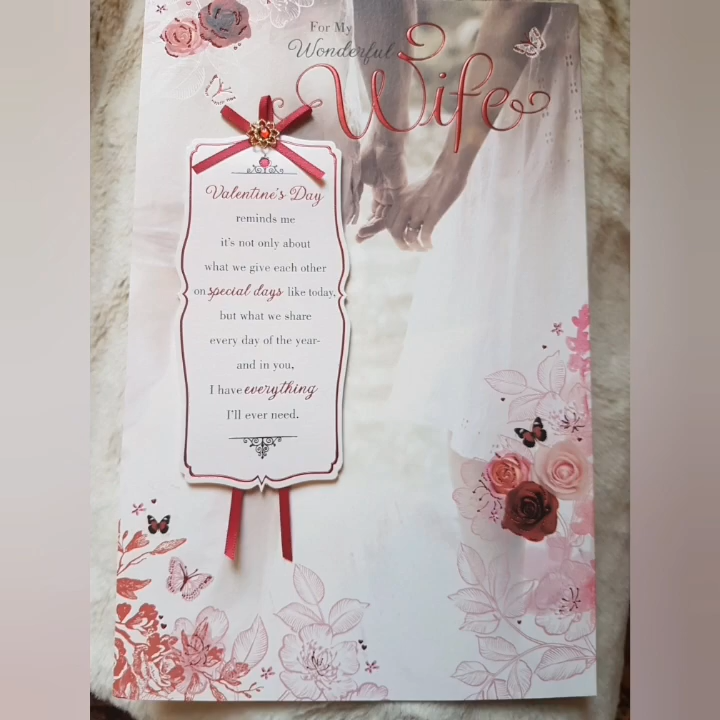 For My
Wonderful
Wife
Valentine's Day
reminds me
it's not only about
what we give each other
on special days like today,
but what we share
every day of the year-
and in you,
I have everything
I'll ever need.